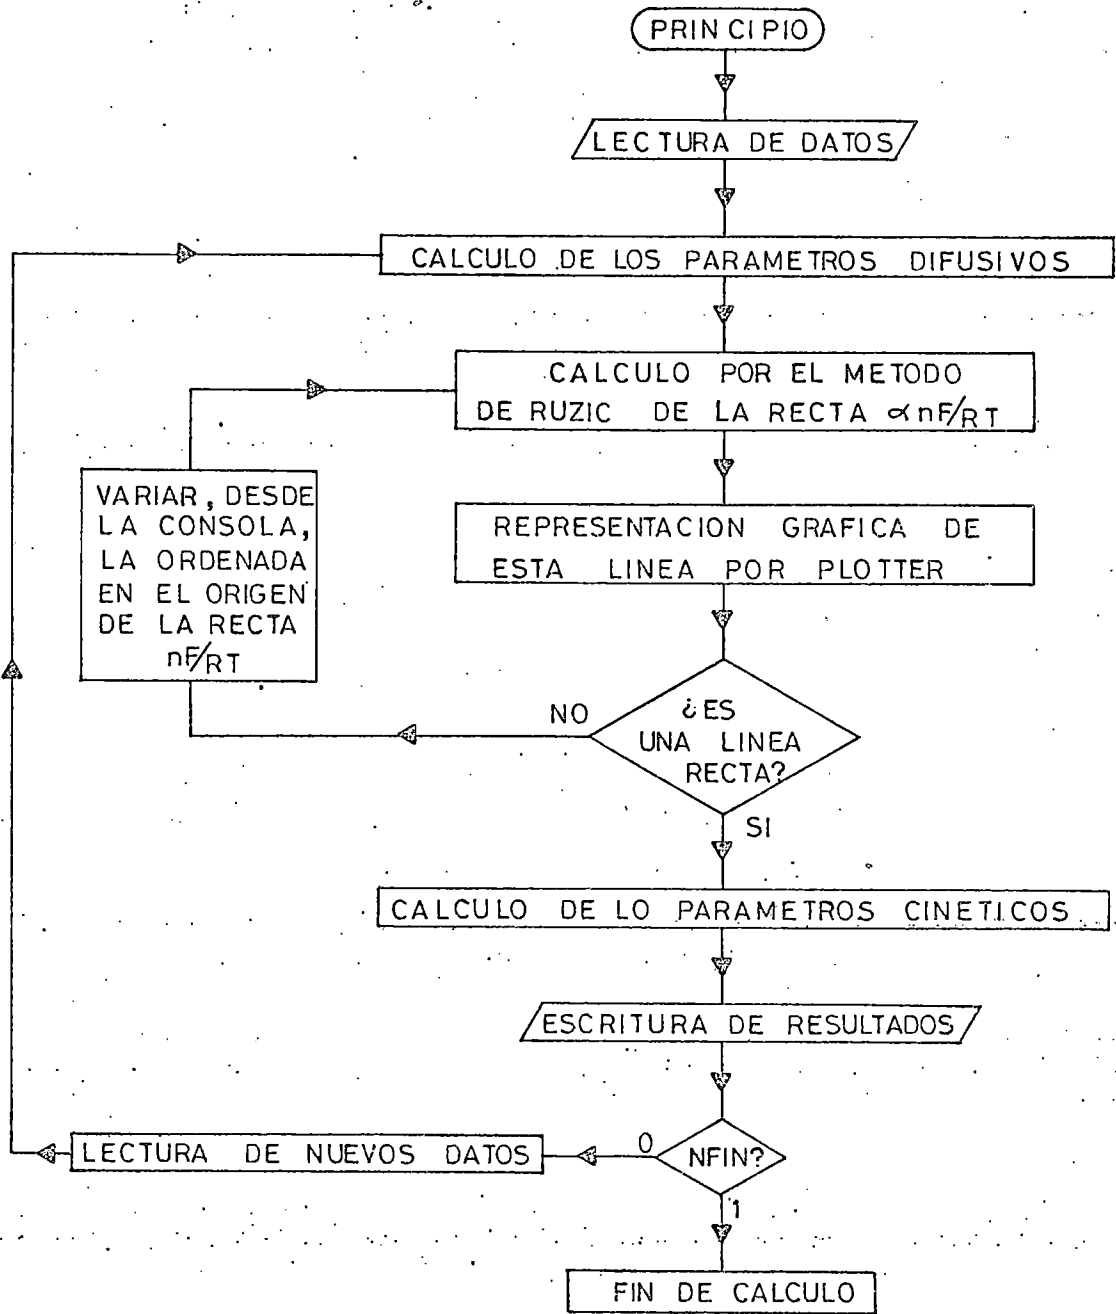 PRINCIPIO
LECTURA DE DATOS
CALCULO DE LOS PARAMETROS DIFUSIVOS
CALCULO POR EL METODO
DE RUZIC DE LA RECTA αnF/RT
REPRESENTACION GRAFICA DE
ESTA LINEA POR PLOTTER
VARIAR, DESDE
LA CONSOLA,
LA ORDENADA
EN EL ORIGEN
DE LA RECTA
nF/RT
NO
¿ES
UNA LINEA
RECTA?
SI
CALCULO DE LO PARAMETROS CINETICOS
ESCRITURA DE RESULTADOS
LECTURA DE NUEVOS DATOS
0
NFIN?
1
FIN DE CALCULO